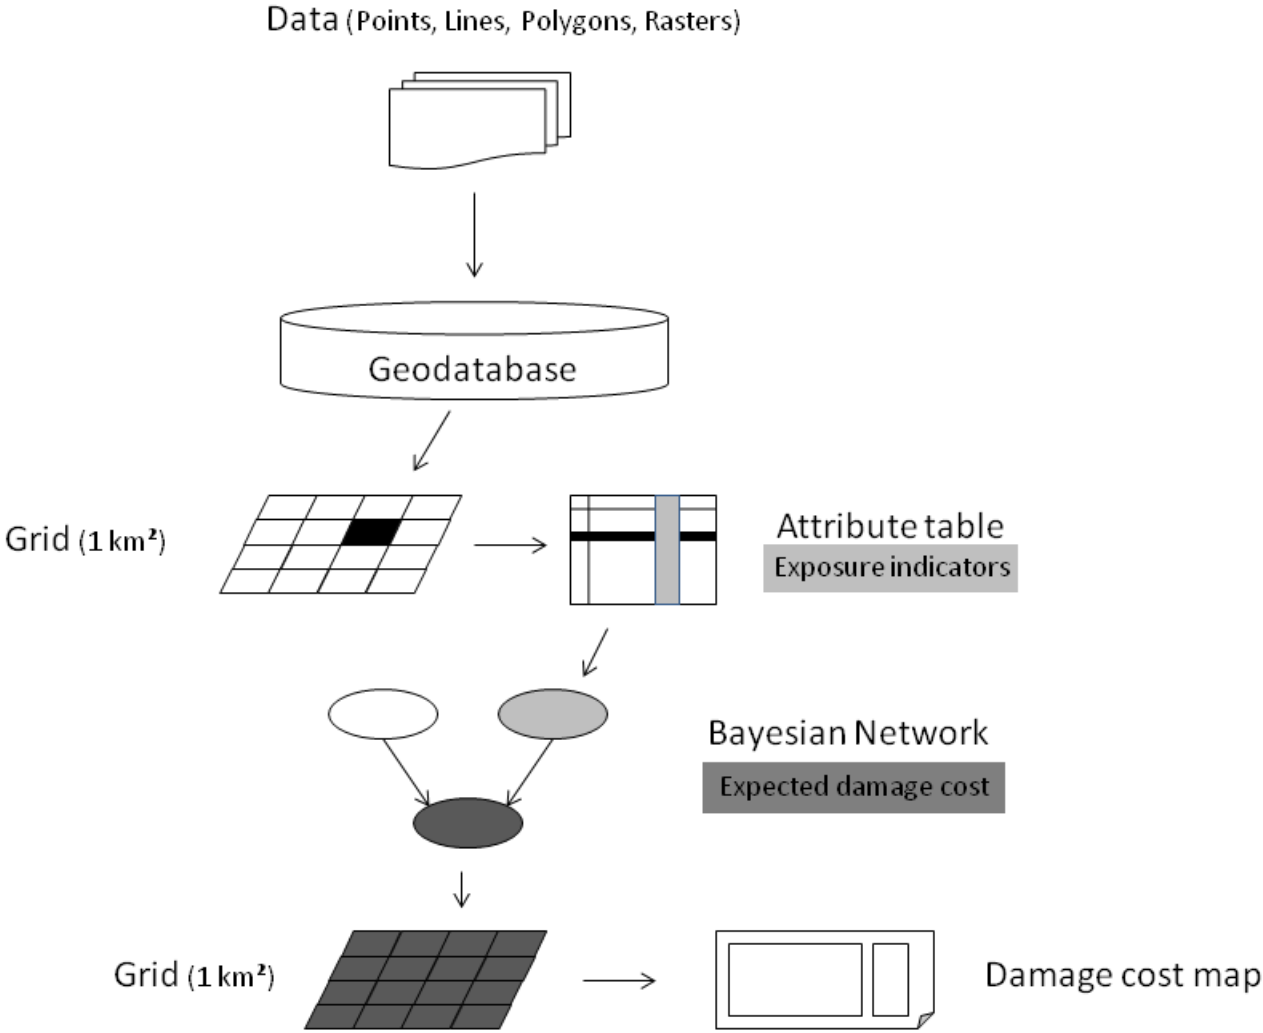 Data (Points, Lines, Polygons, Rasters)
Geodatabase
Grid (1 km²)
Attribute table
Exposure indicators
Bayesian Network
Expected damage cost
Grid (1 km²)
Damage cost map